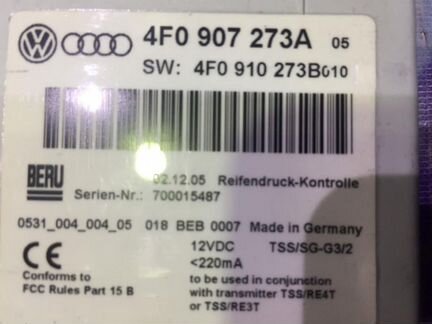 4F0 907 273A 05
SW: 4F0 910 273B010
BERU
02.12.05 Reifendruck-Kontrolle
Serien-Nr.: 700015487
0531_004_004_05 018 BEB 0007 Made in Germany
CE 12VDC TSS/SG-G3/2
<220mA
Conforms to
FCC Rules Part 15 B
to be used in conjunction
with transmitter TSS/RE4T
or TSS/RE3T